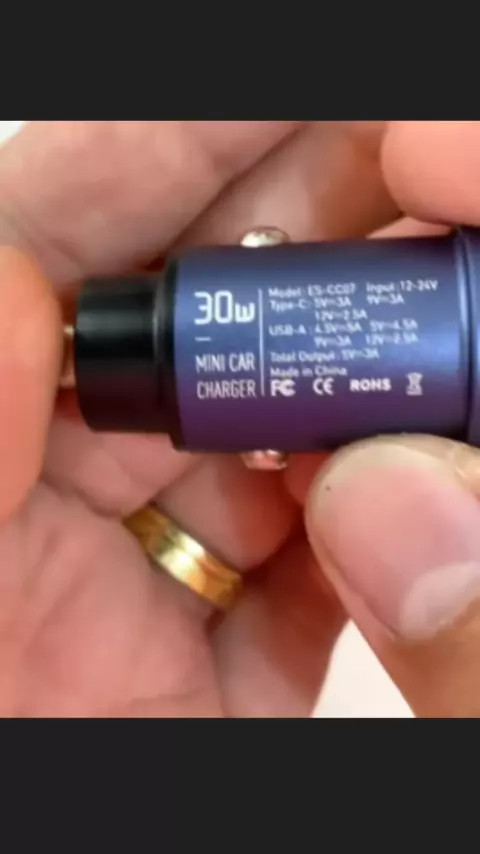 30w
MINI CAR
CHARGER
Model: ES-CC07 Input:12-24V
Type-C: 5V=3A 9V=3A
12V=2.5A
USB-A : 4.5V=5A 5V=4.5A
9V=3A 12V=2.5A
Total Output: 5V=3A
Made in China
FC CE ROHS